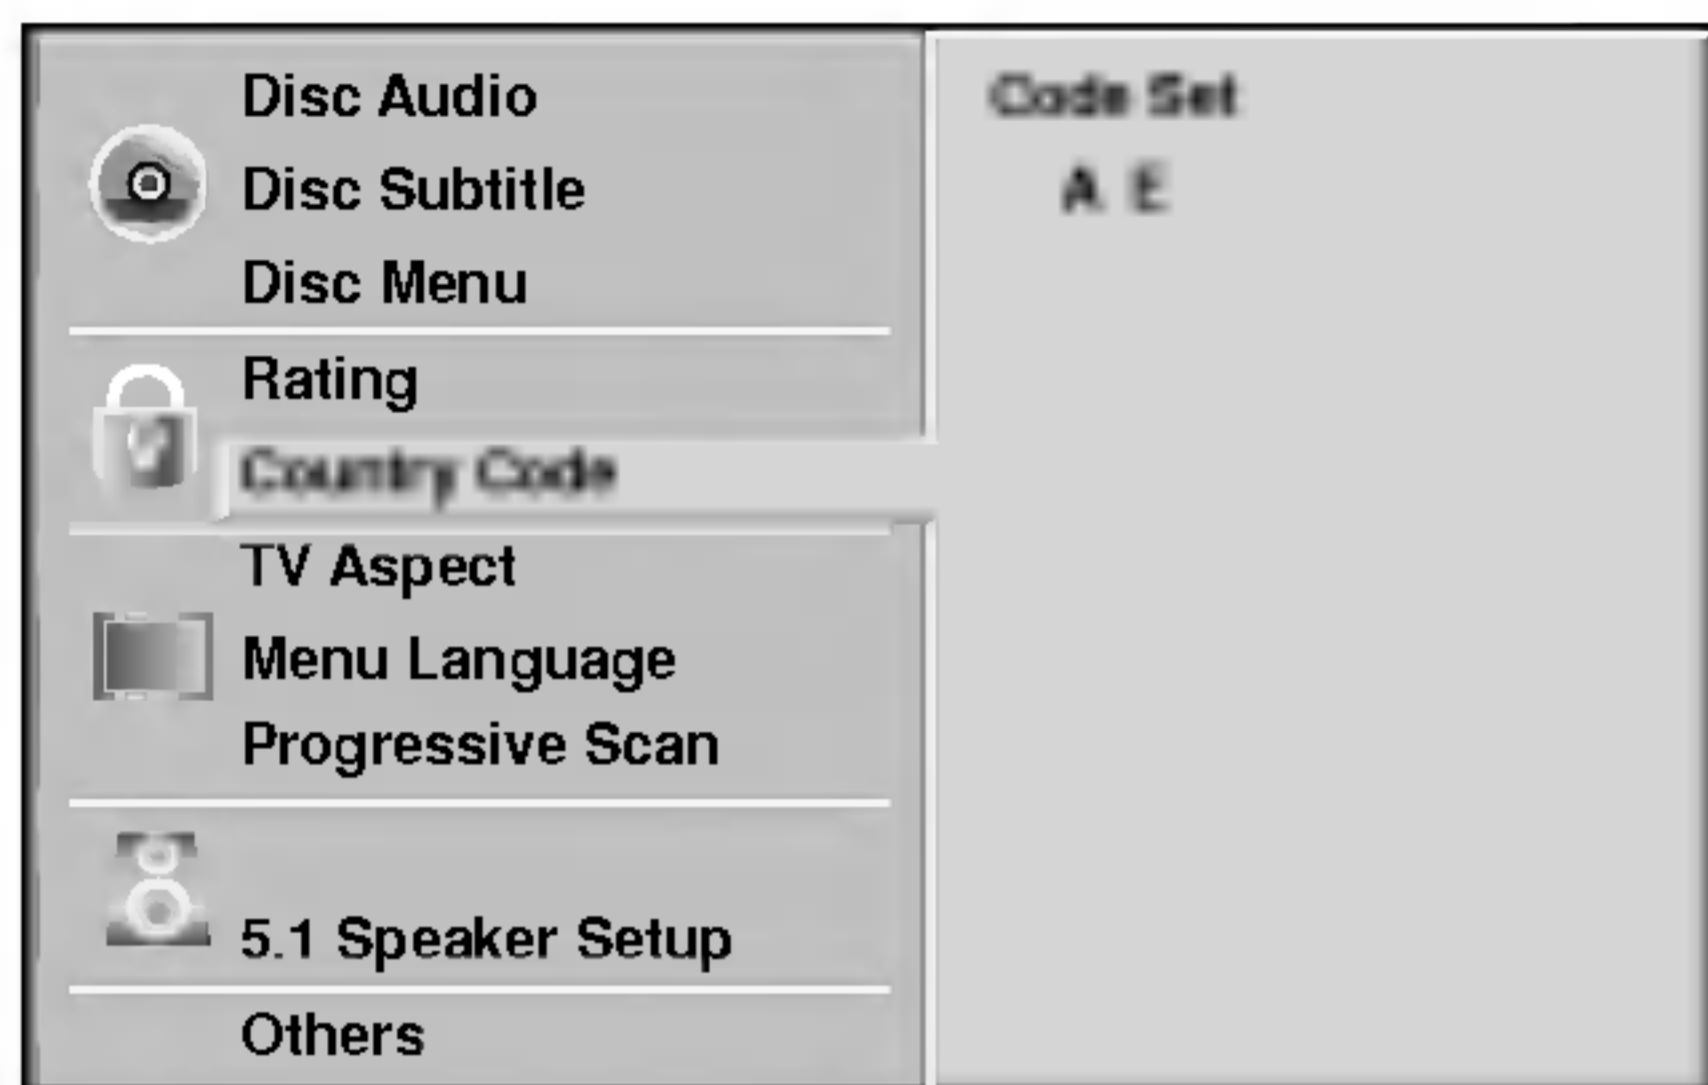 Disc Audio
Disc Subtitle
Disc Menu
Rating
Country Code
TV Aspect
Menu Language
Progressive Scan
5.1 Speaker Setup
Others
Code Set
A E